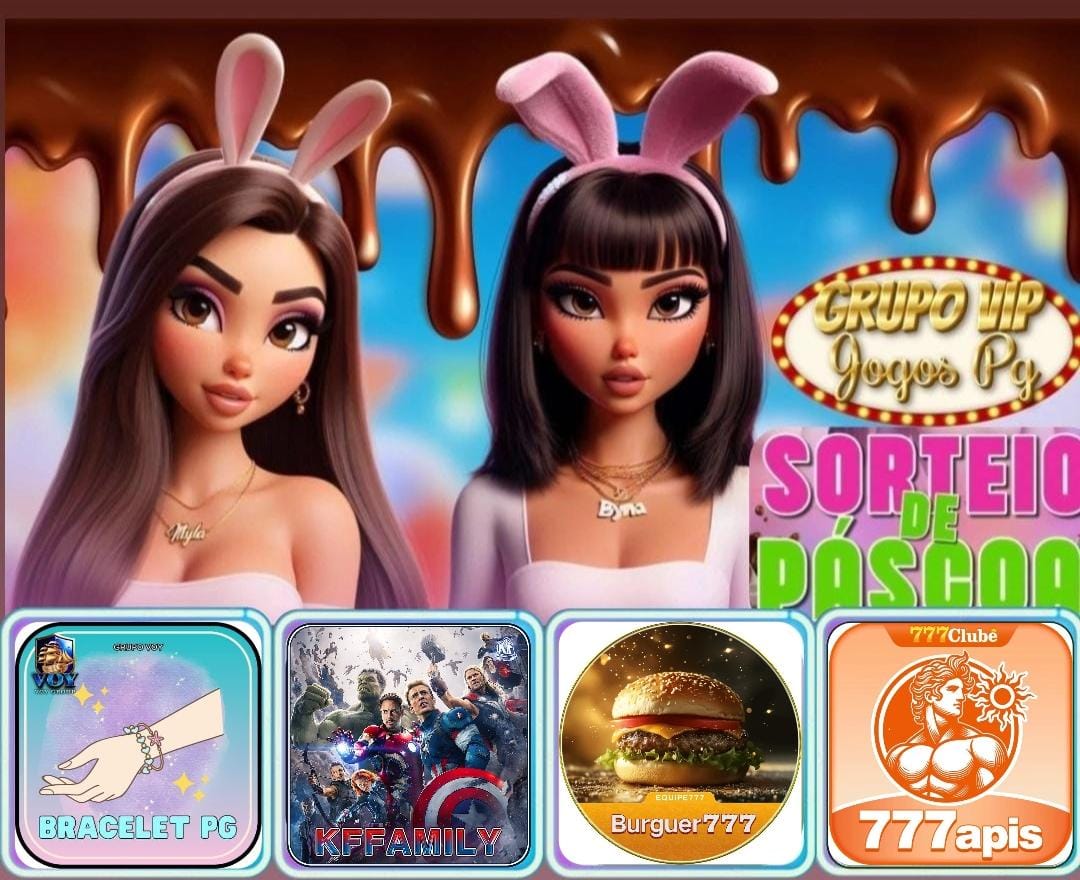 Myla
Byna
GRUPO VIP
Jogos Pg
SORTEIO
DE
PÁSCOA
VOY
GRUPO VOY
BRACELET PG
KF
KFFAMILY
EQUIPE777
Burguer777
777Clubê
777apis